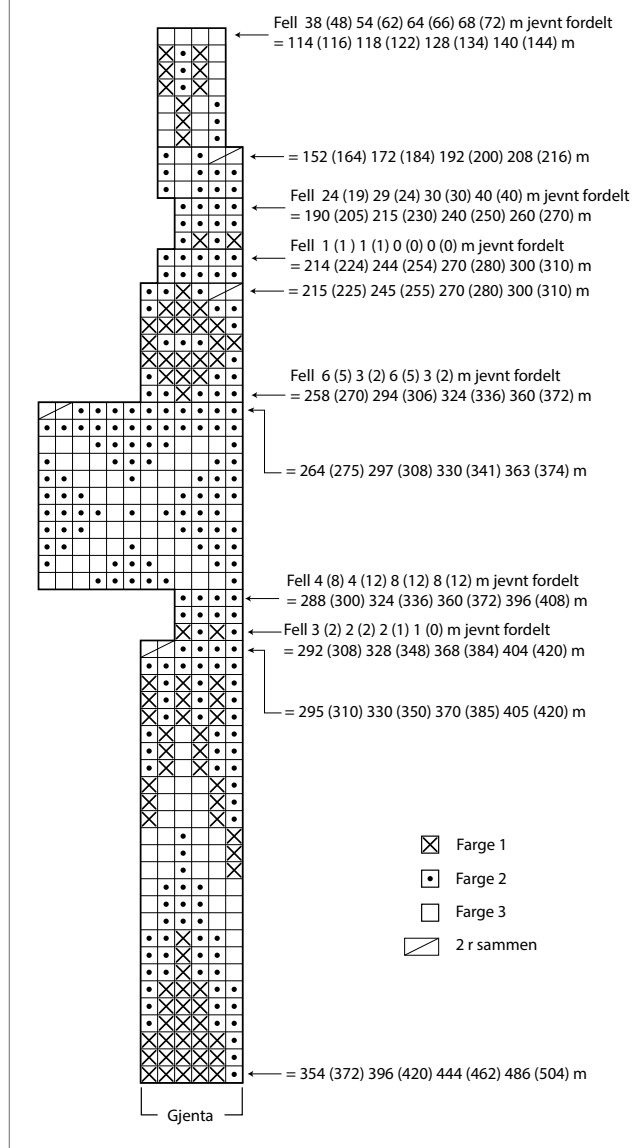 Fell 38 (48) 54 (62) 64 (66) 68 (72) m jevnt fordelt
= 114 (116) 118 (122) 128 (134) 140 (144) m
= 152 (164) 172 (184) 192 (200) 208 (216) m
Fell 24 (19) 29 (24) 30 (30) 40 (40) m jevnt fordelt
= 190 (205) 215 (230) 240 (250) 260 (270) m
Fell 1 (1) 1 (1) 0 (0) 0 (0) m jevnt fordelt
= 214 (224) 244 (254) 270 (280) 300 (310) m
= 215 (225) 245 (255) 270 (280) 300 (310) m
Fell 6 (5) 3 (2) 6 (5) 3 (2) m jevnt fordelt
= 258 (270) 294 (306) 324 (336) 360 (372) m
= 264 (275) 297 (308) 330 (341) 363 (374) m
Fell 4 (8) 4 (12) 8 (12) 8 (12) m jevnt fordelt
= 288 (300) 324 (336) 360 (372) 396 (408) m
Fell 3 (2) 2 (2) 2 (1) 1 (0) m jevnt fordelt
= 292 (308) 328 (348) 368 (384) 404 (420) m
= 295 (310) 330 (350) 370 (385) 405 (420) m
Farge 1
Farge 2
Farge 3
2 r sammen
= 354 (372) 396 (420) 444 (462) 486 (504) m
Gjenta